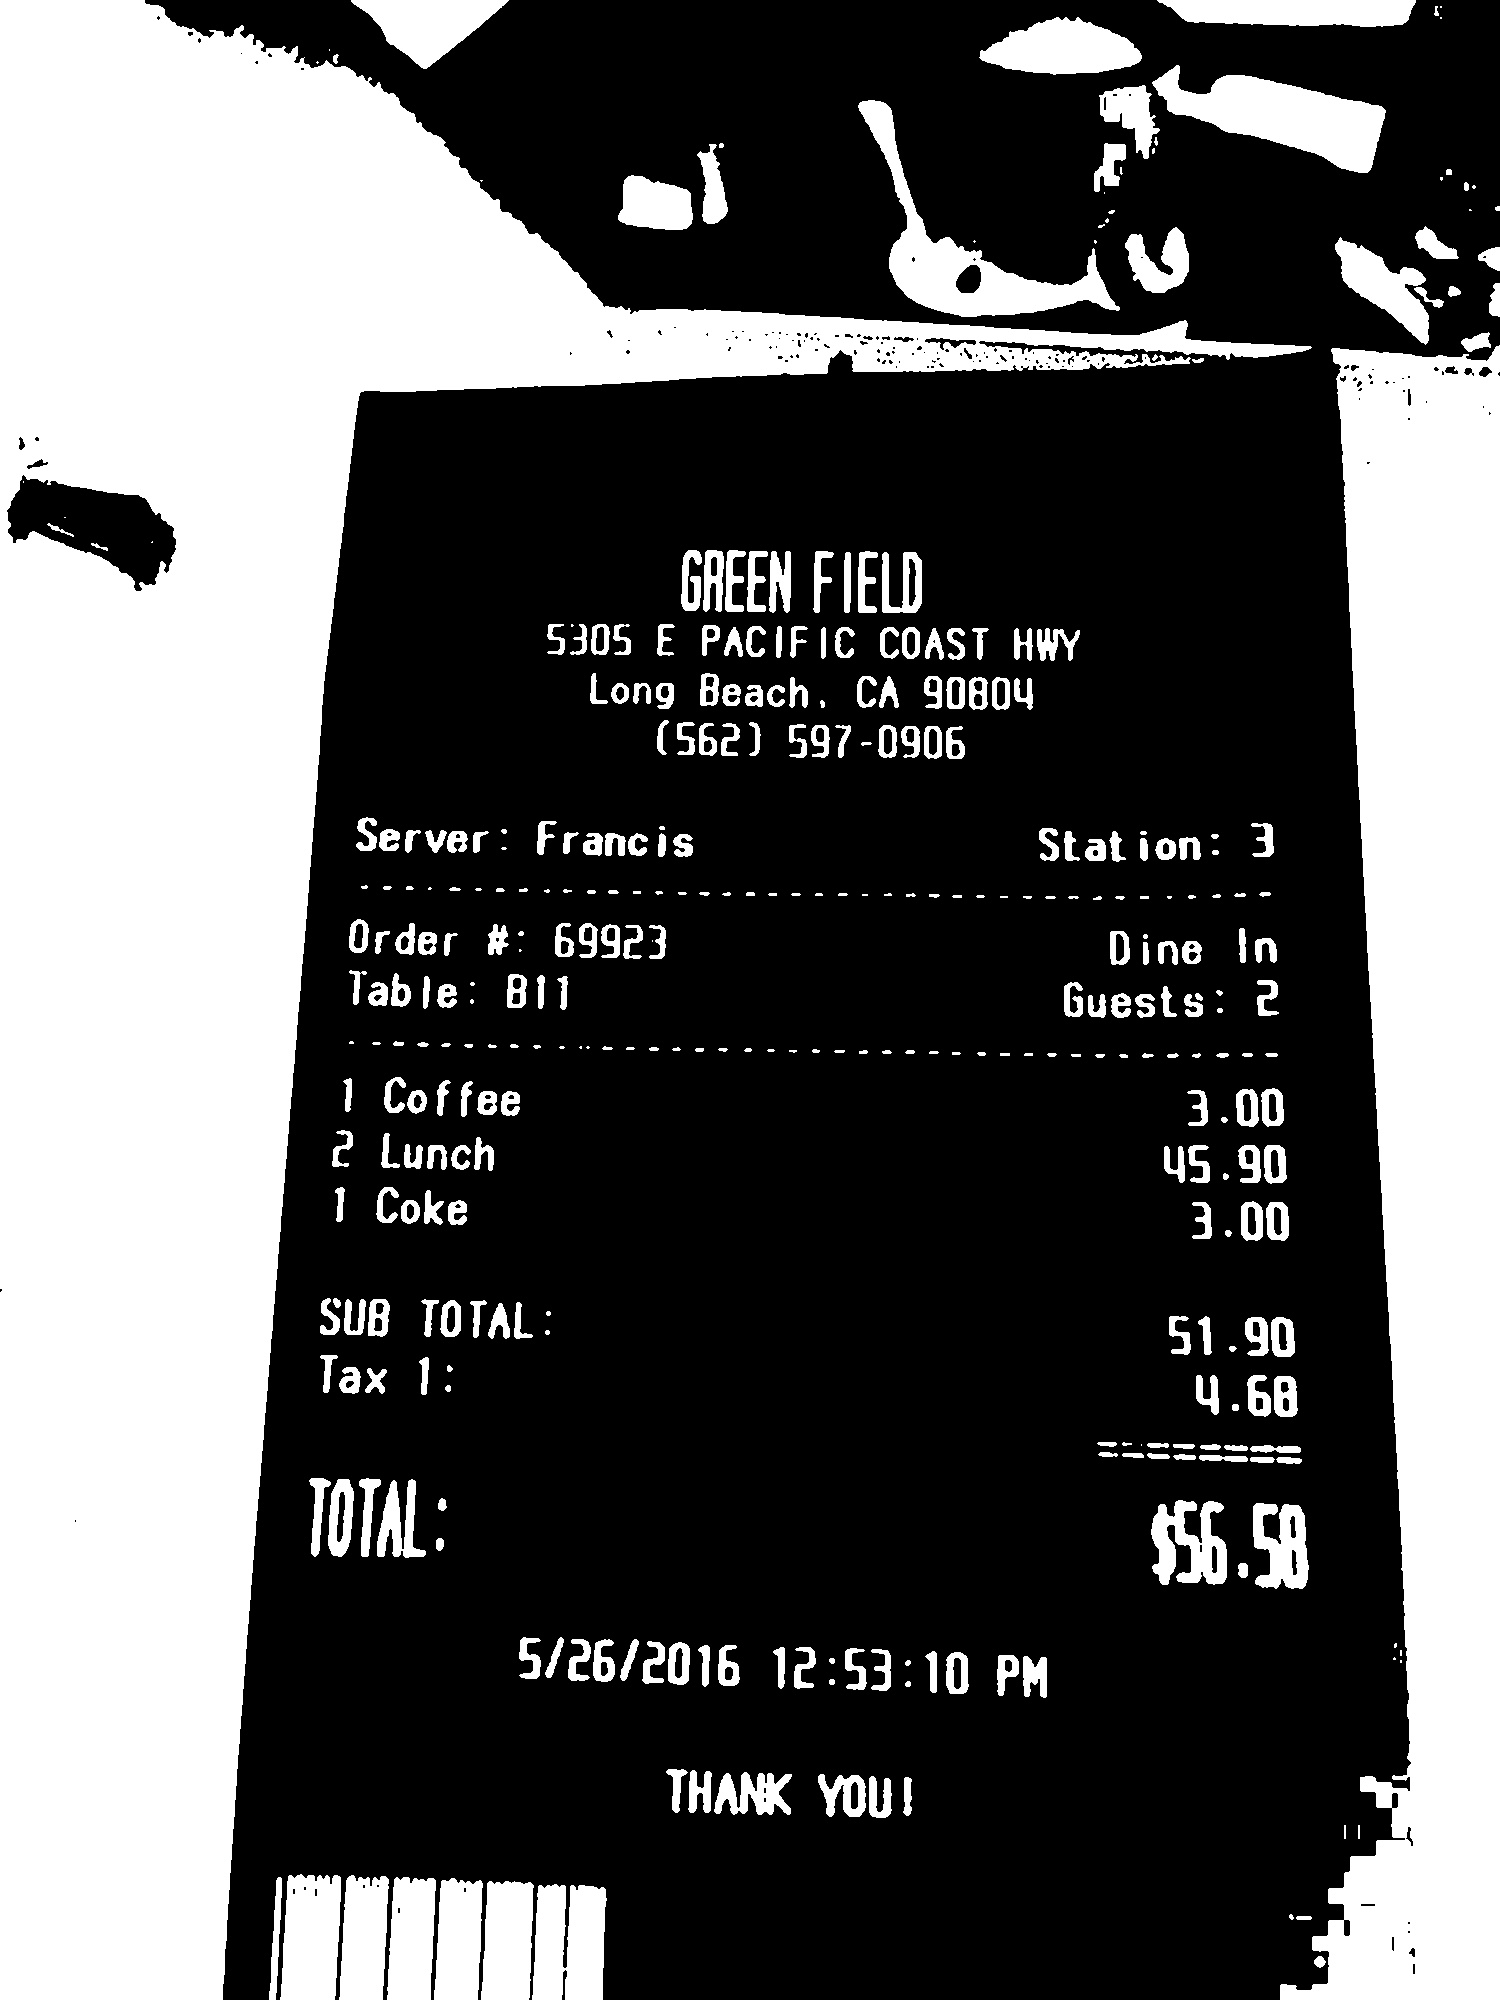 GREEN FIELD
5305 E PACIFIC COAST HWY
Long Beach, CA 90804
(562) 597-0906
Server: Francis Station: 3
Order #: 69923 Dine In
Table: B11 Guests: 2
1 Coffee 3.00
2 Lunch 45.90
1 Coke 3.00
SUB TOTAL: 51.90
Tax 1: 4.68
========
TOTAL: $56.58
5/26/2016 12:53:10 PM
THANK YOU!